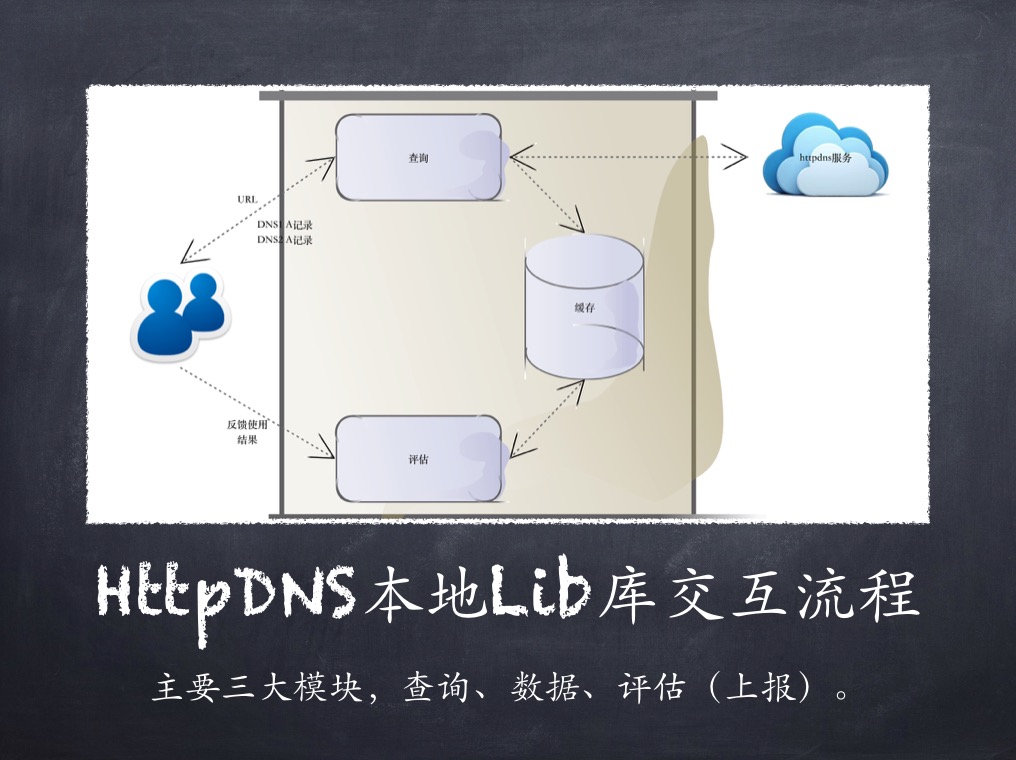 查询
httpdns服务
URL
DNS1 A记录
DNS2 A记录
缓存
反馈使用
结果
评估
HttpDNS本地Lib库交互流程
主要三大模块，查询、数据、评估（上报）。